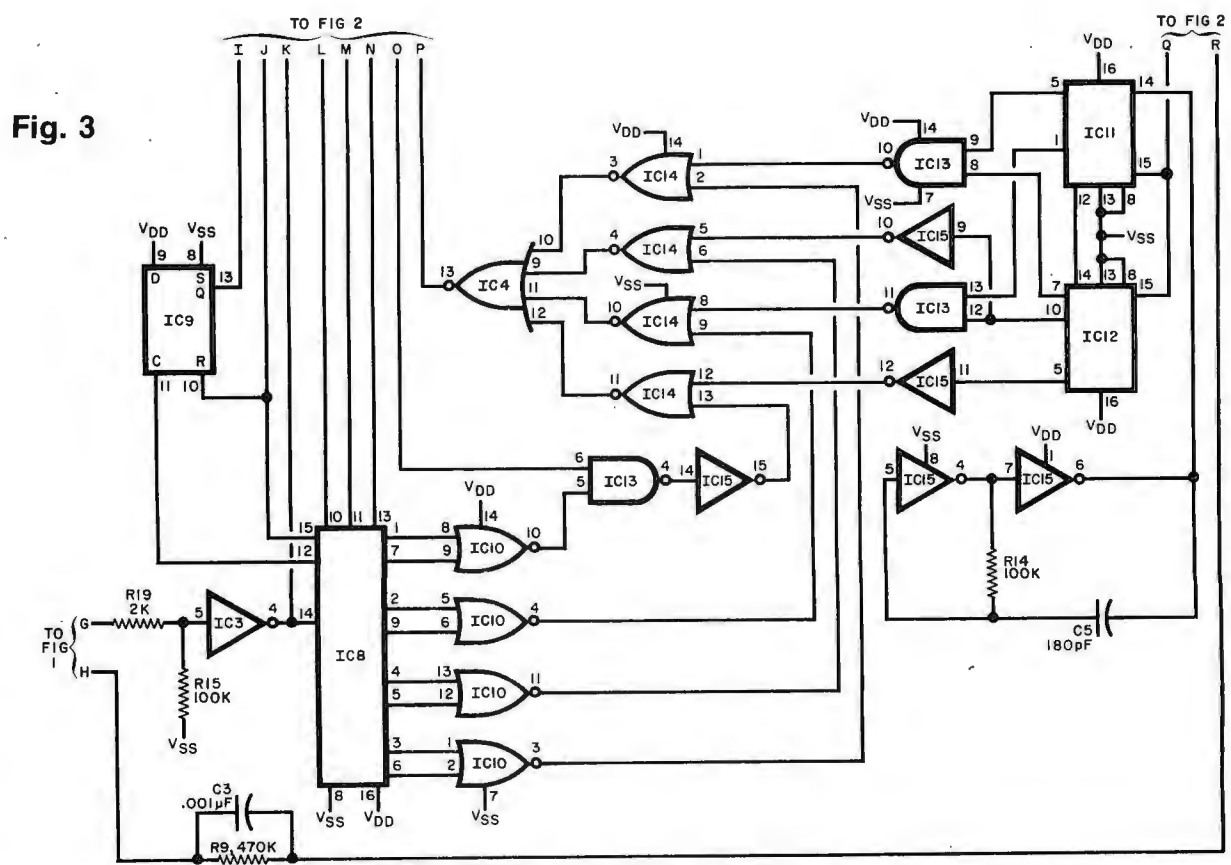 TO FIG 2
I J K L M N O P
TO FIG 2
Q R
Fig. 3
VDD 9
VSS 8
D S Q 13
IC9
C R
11 10
VDD 14
3 IC14 1 2
VDD 14
10 IC13 9 8
VSS 7
VDD 16
5 14
IC11
1 15
12 13 8
VSS
10
4 IC14 5 6
10 IC15 9
9
13 IC4
11
12
VSS
10 IC14 8 9
11 IC13 13 12
14 13 8
7 15
10
IC12
5
16
VDD
11 IC14 12 13
12 IC15 11
6 5 IC13 4
14 IC15 15
VSS 8
5 IC15 4
VDD 1
7 IC15 6
R14 100K
C5 180pF
10 11 13
15 1
12 7
VDD 14
8 9 IC10 10
R19 2K
TO FIG 1
G
H
5 IC3 4
14
R15 100K
VSS
IC8
2 9
5 6 IC10 4
4 5
13 12 IC10 11
3 6
1 2 IC10 3
VSS 7
8 VSS
16 VDD
C3 .001µF
R9, 470K